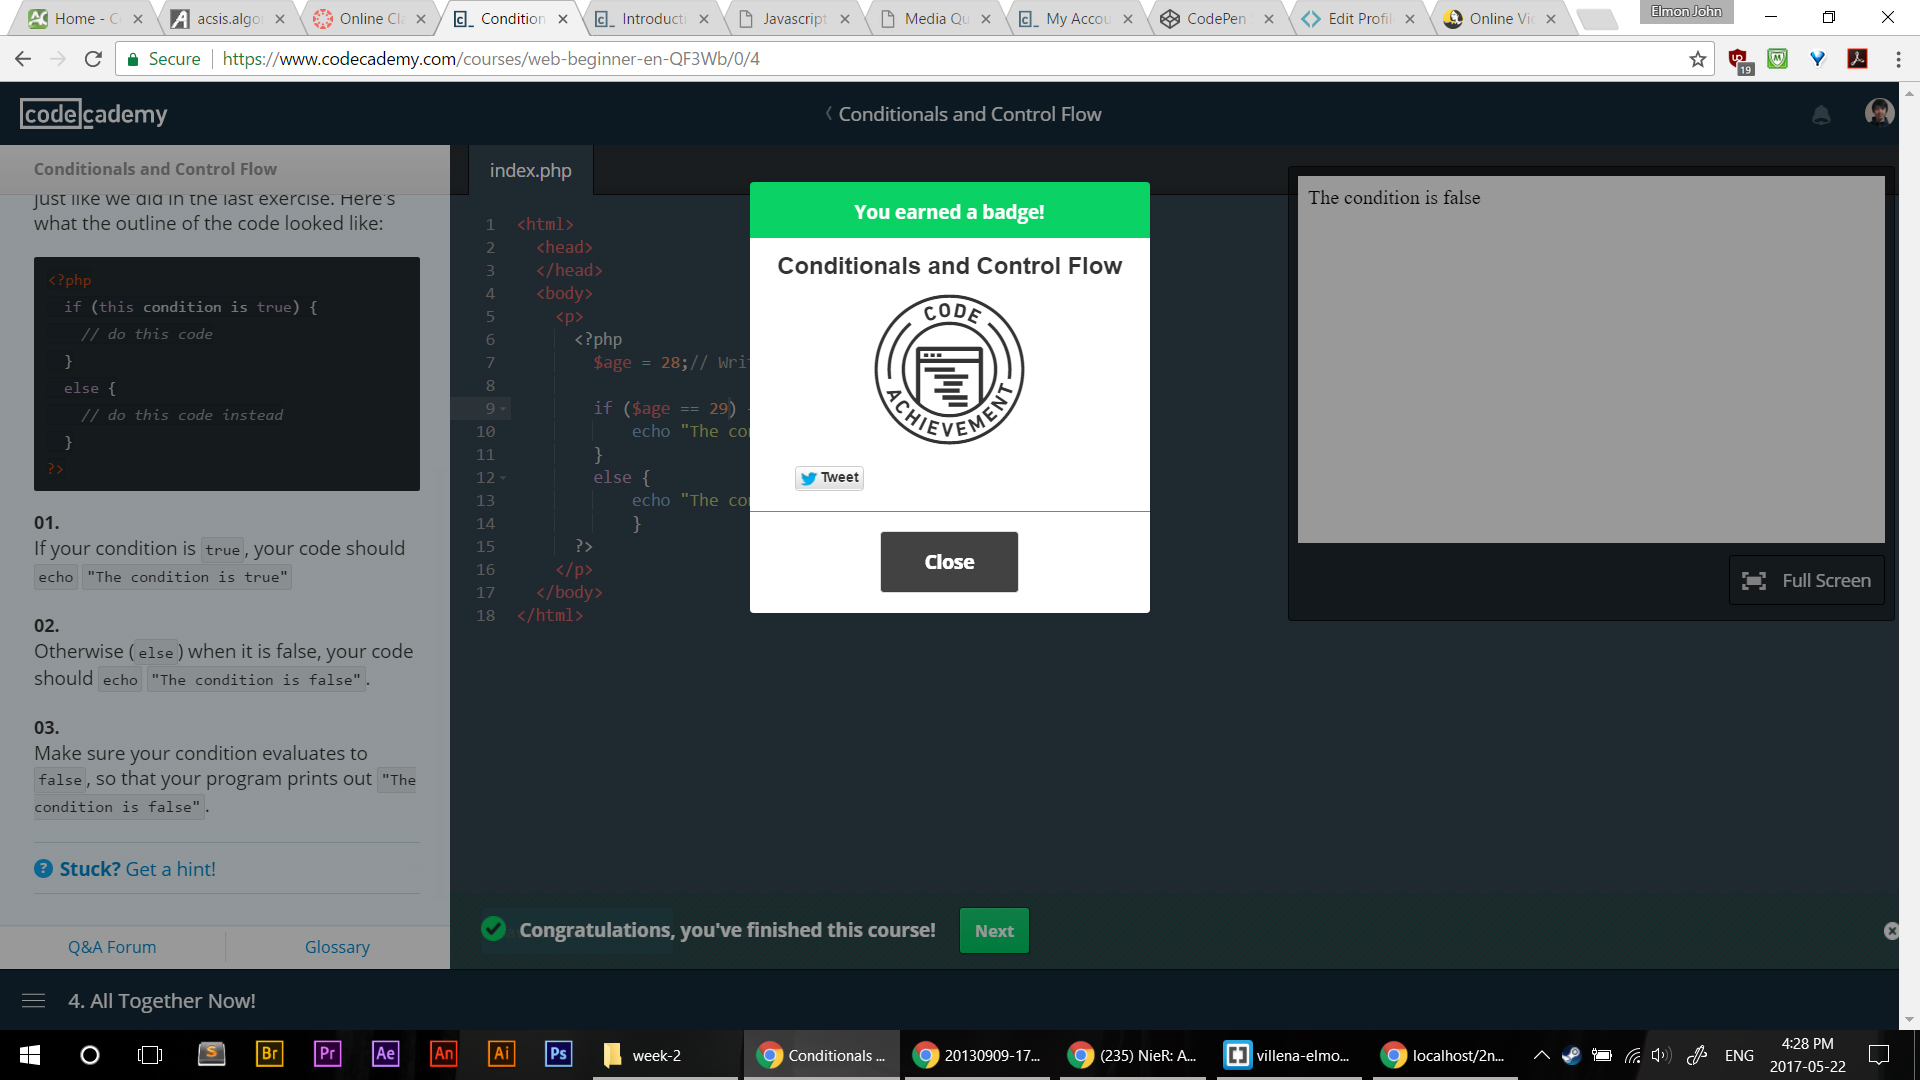 Home - C
acsis.algo
Online Cla
Condition
Introducti
Javascript
Media Qu
My Accou
CodePen
Edit Profil
Online Vi
Elmon John
Secure
https://www.codecademy.com/courses/web-beginner-en-QF3Wb/0/4
19
codecademy
Conditionals and Control Flow
Conditionals and Control Flow
just like we did in the last exercise. Here's
what the outline of the code looked like:
<?php
if (this condition is true) {
// do this code
}
else {
// do this code instead
}
?>
01.
If your condition is true, your code should
echo "The condition is true"
02.
Otherwise (else) when it is false, your code
should echo "The condition is false".
03.
Make sure your condition evaluates to
false, so that your program prints out "The
condition is false".
? Stuck? Get a hint!
Q&A Forum
Glossary
4. All Together Now!
index.php
1 <html>
2 <head>
3 </head>
4 <body>
5 <p>
6 <?php
7 $age = 28;// Wri
8
9 if ($age == 29)
10 echo "The co
11 }
12 else {
13 echo "The co
14 }
15 ?>
16 </p>
17 </body>
18 </html>
You earned a badge!
Conditionals and Control Flow
CODE
ACHIEVEMENT
Tweet
Close
The condition is false
Full Screen
Congratulations, you've finished this course!
Next
S
Br
Pr
Ae
An
Ai
Ps
week-2
Conditionals ...
20130909-17...
(235) NieR: A...
villena-elmo...
localhost/2n...
ENG
4:28 PM
2017-05-22